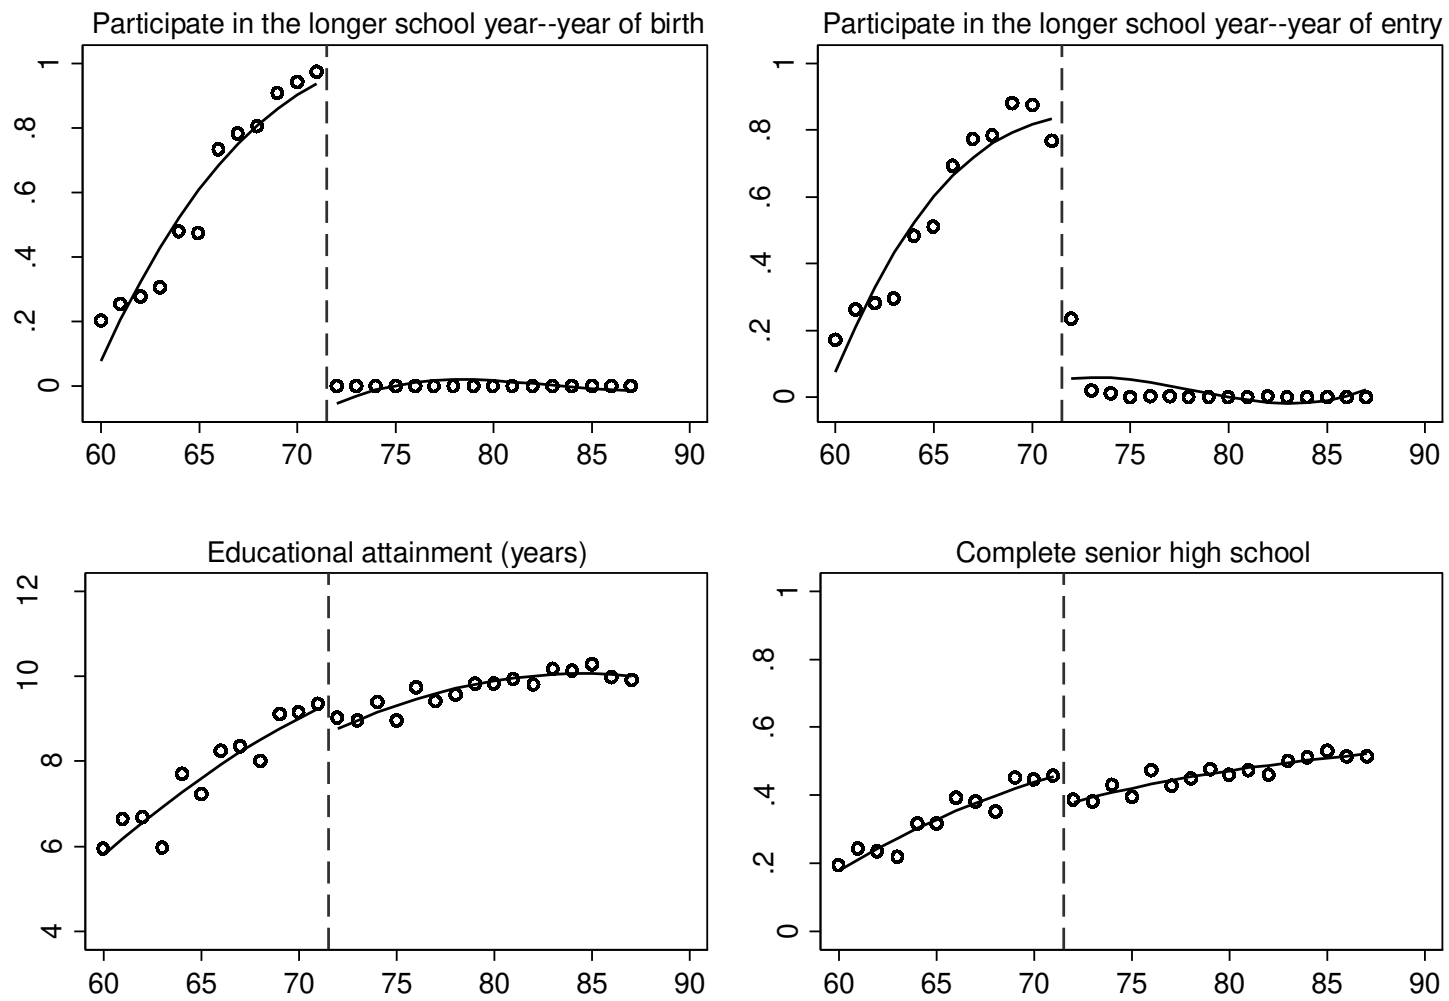 Participate in the longer school year--year of birth
1
.8
.6
.4
.2
0
60 65 70 75 80 85 90
Participate in the longer school year--year of entry
1
.8
.6
.4
.2
0
60 65 70 75 80 85 90
Educational attainment (years)
12
10
8
6
4
60 65 70 75 80 85 90
Complete senior high school
1
.8
.6
.4
.2
0
60 65 70 75 80 85 90